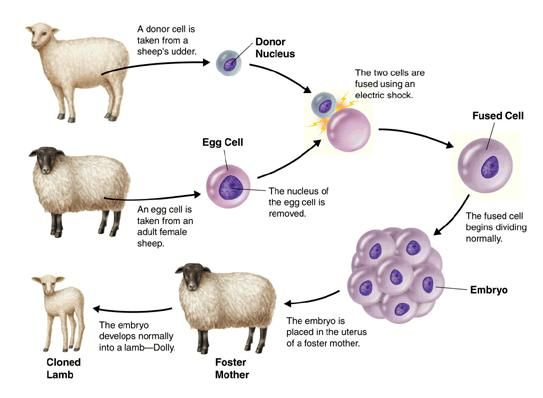 A donor cell is
taken from a
sheep's udder.
Donor
Nucleus
The two cells are
fused using an
electric shock.
Fused Cell
Egg Cell
The nucleus of
the egg cell is
removed.
An egg cell is
taken from an
adult female
sheep.
The fused cell
begins dividing
normally.
Embryo
The embryo is
placed in the uterus
of a foster mother.
Foster
Mother
The embryo
develops normally
into a lamb—Dolly.
Cloned
Lamb